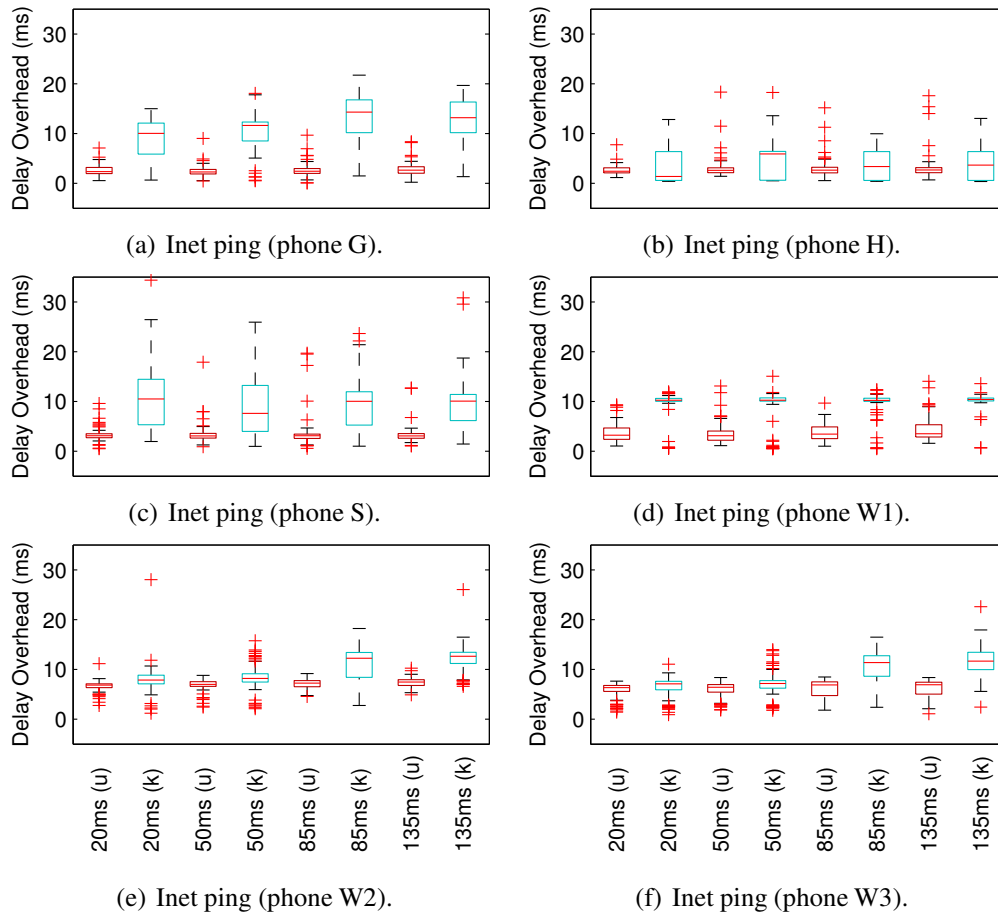 Delay Overhead (ms)
30
20
10
0
(a) Inet ping (phone G).
Delay Overhead (ms)
30
20
10
0
(b) Inet ping (phone H).
Delay Overhead (ms)
30
20
10
0
(c) Inet ping (phone S).
Delay Overhead (ms)
30
20
10
0
(d) Inet ping (phone W1).
Delay Overhead (ms)
30
20
10
0
20ms (u)
20ms (k)
50ms (u)
50ms (k)
85ms (u)
85ms (k)
135ms (u)
135ms (k)
(e) Inet ping (phone W2).
Delay Overhead (ms)
30
20
10
0
20ms (u)
20ms (k)
50ms (u)
50ms (k)
85ms (u)
85ms (k)
135ms (u)
135ms (k)
(f) Inet ping (phone W3).